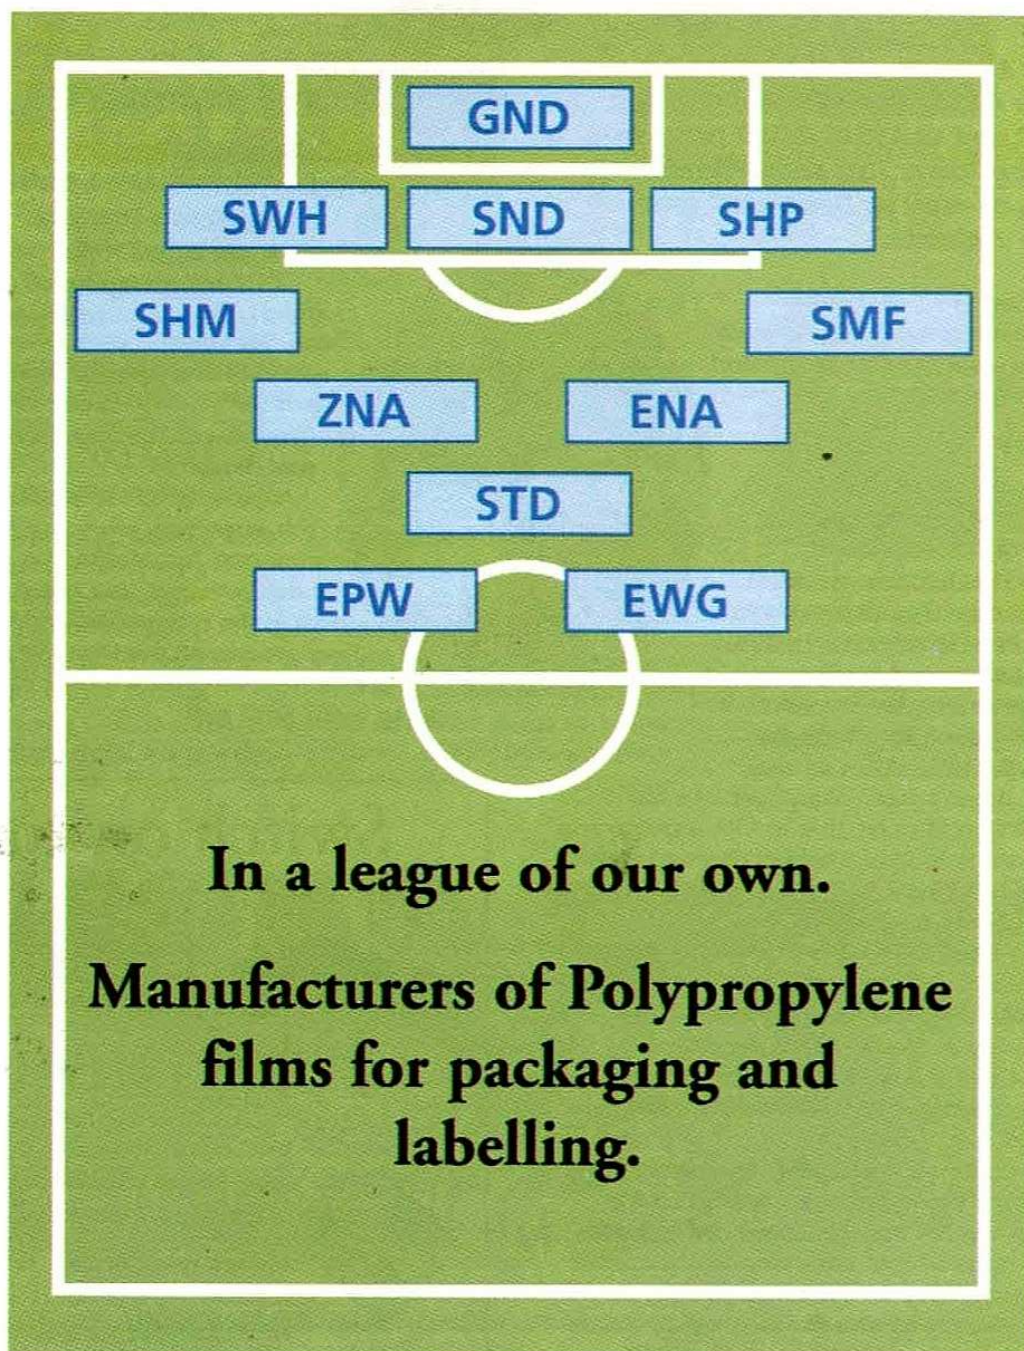 GND
SWH SND SHP
SHM SMF
ZNA ENA
STD
EPW EWG
In a league of our own.
Manufacturers of Polypropylene
films for packaging and
labelling.